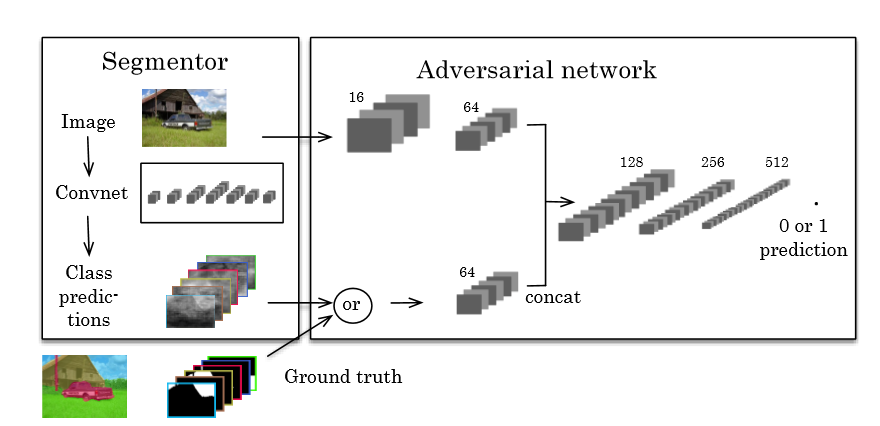 Segmentor
Image
Convnet
Class
predic-
tions
Adversarial network
16
64
128
256
512
0 or 1
prediction
64
or
concat
Ground truth